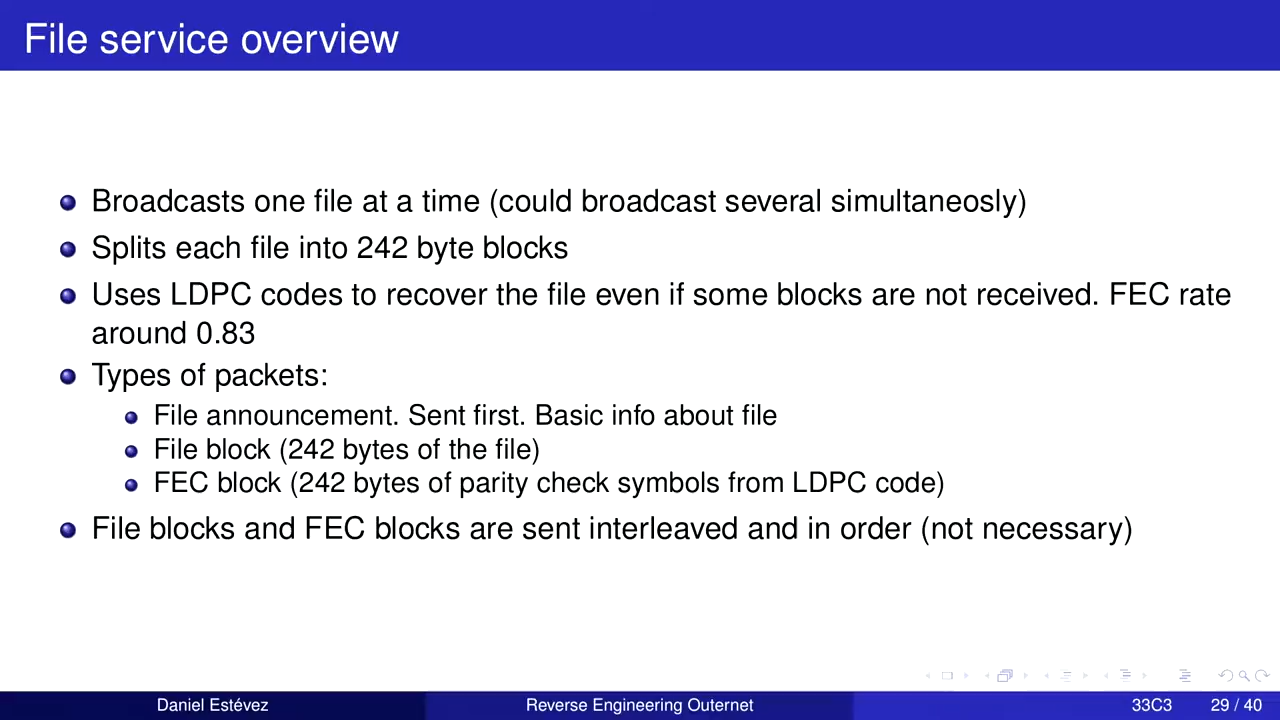 File service overview
Broadcasts one file at a time (could broadcast several simultaneosly)
Splits each file into 242 byte blocks
Uses LDPC codes to recover the file even if some blocks are not received. FEC rate
around 0.83
Types of packets:
File announcement. Sent first. Basic info about file
File block (242 bytes of the file)
FEC block (242 bytes of parity check symbols from LDPC code)
File blocks and FEC blocks are sent interleaved and in order (not necessary)
Daniel Estévez Reverse Engineering Outernet 33C3 29 / 40